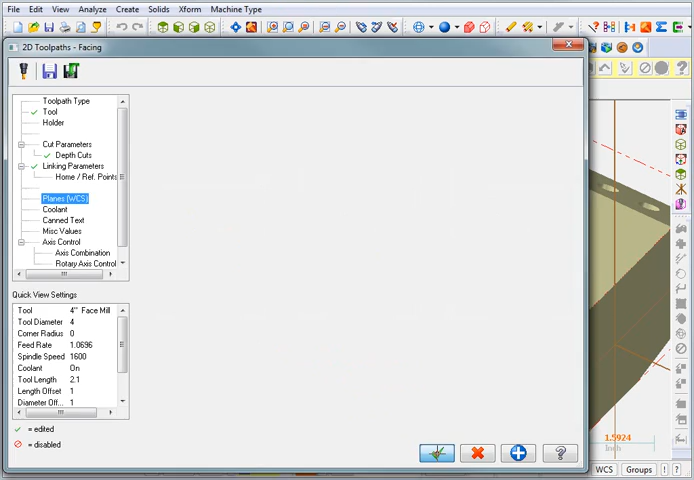 File Edit View Analyze Create Solids Xform Machine Type
2D Toolpaths - Facing
Toolpath Type
Tool
Holder
Cut Parameters
Depth Cuts
Linking Parameters
Home / Ref. Points
Planes (WCS)
Coolant
Canned Text
Misc Values
Axis Control
Axis Combination
Rotary Axis Control
Quick View Settings
Tool 4" Face Mill
Tool Diameter 4
Corner Radius 0
Feed Rate 1.0696
Spindle Speed 1600
Coolant On
Tool Length 2.1
Length Offset 1
Diameter Off... 1
= edited
= disabled
1.5924
Inch
WCS Groups ! ?